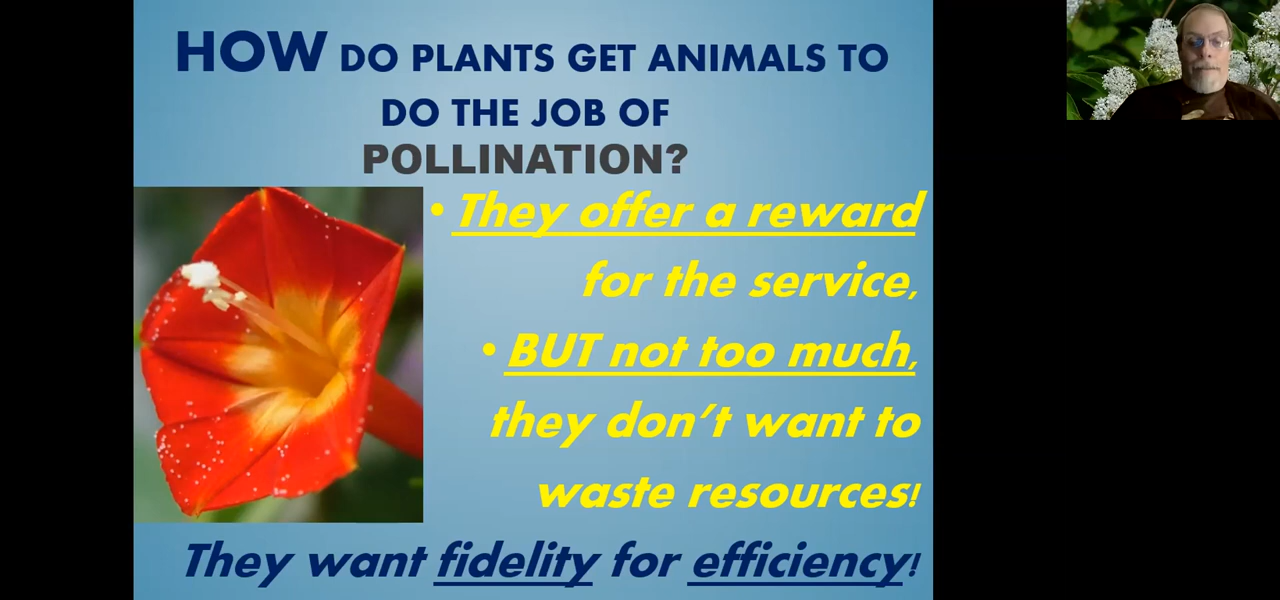 HOW DO PLANTS GET ANIMALS TO
DO THE JOB OF
POLLINATION?
• They offer a reward
for the service,
• BUT not too much,
they don’t want to
waste resources!
They want fidelity for efficiency!